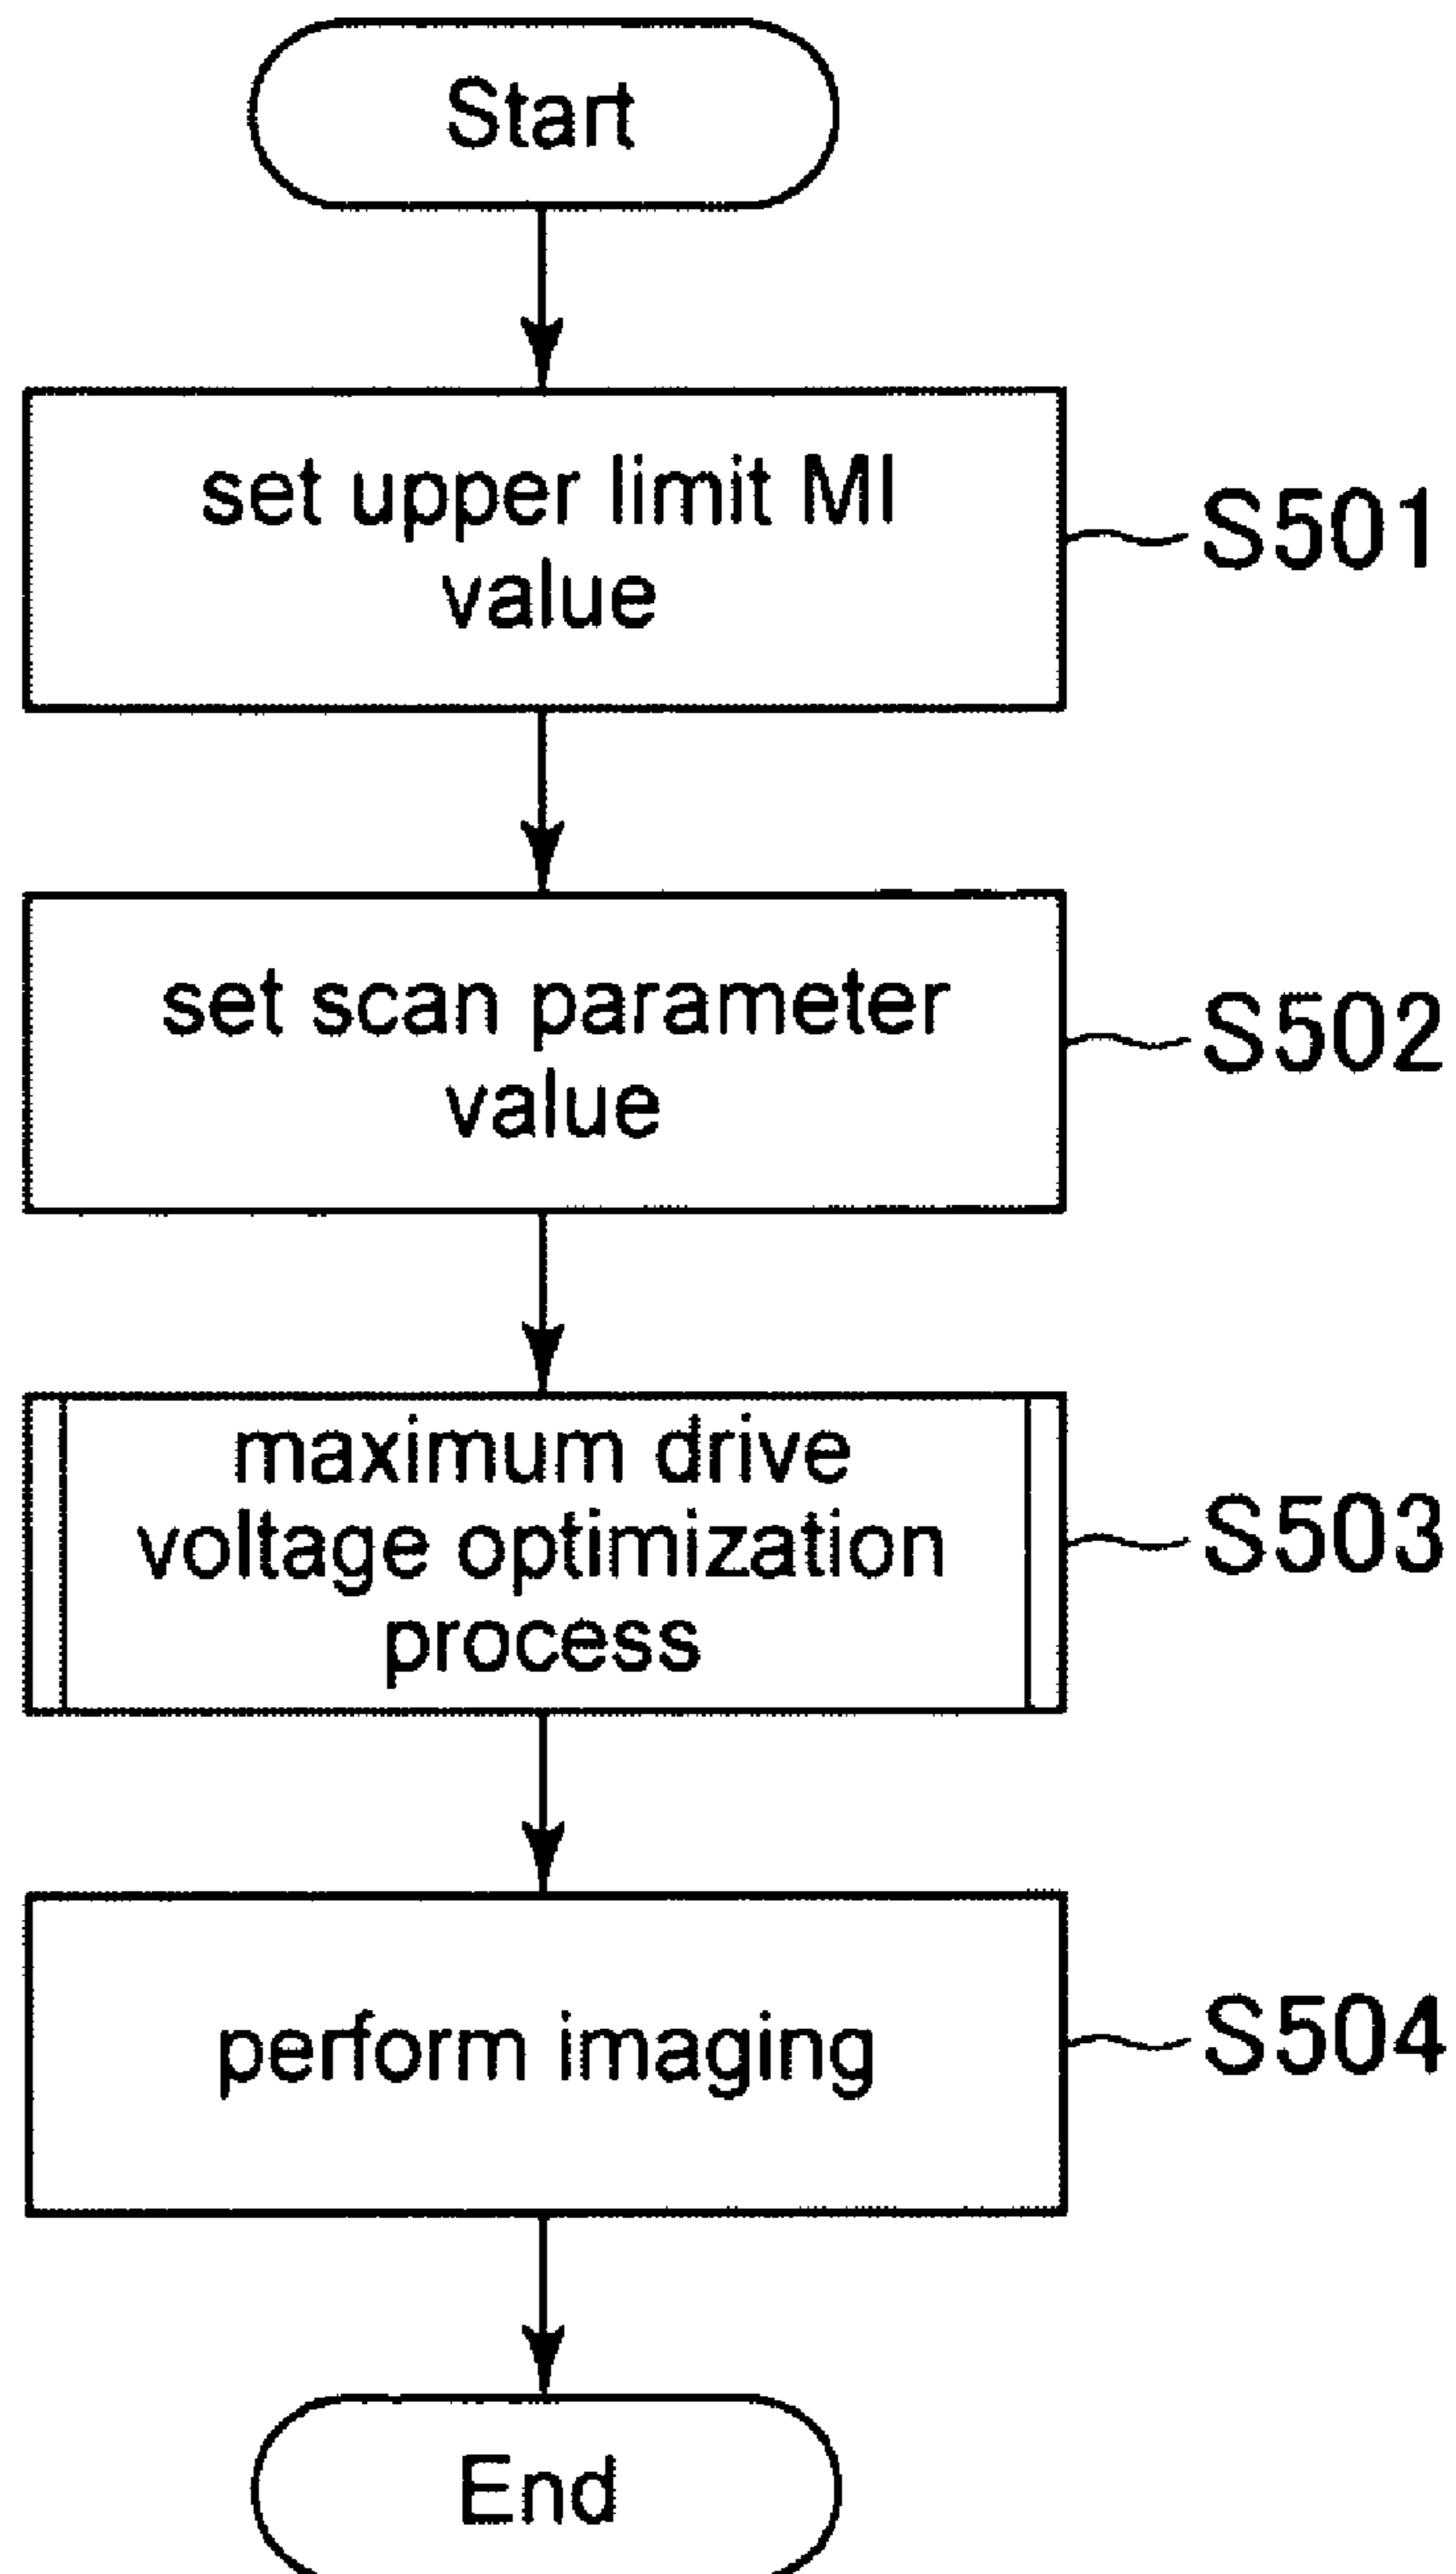 Start
set upper limit MI
value
S501
set scan parameter
value
S502
maximum drive
voltage optimization
process
S503
perform imaging
S504
End